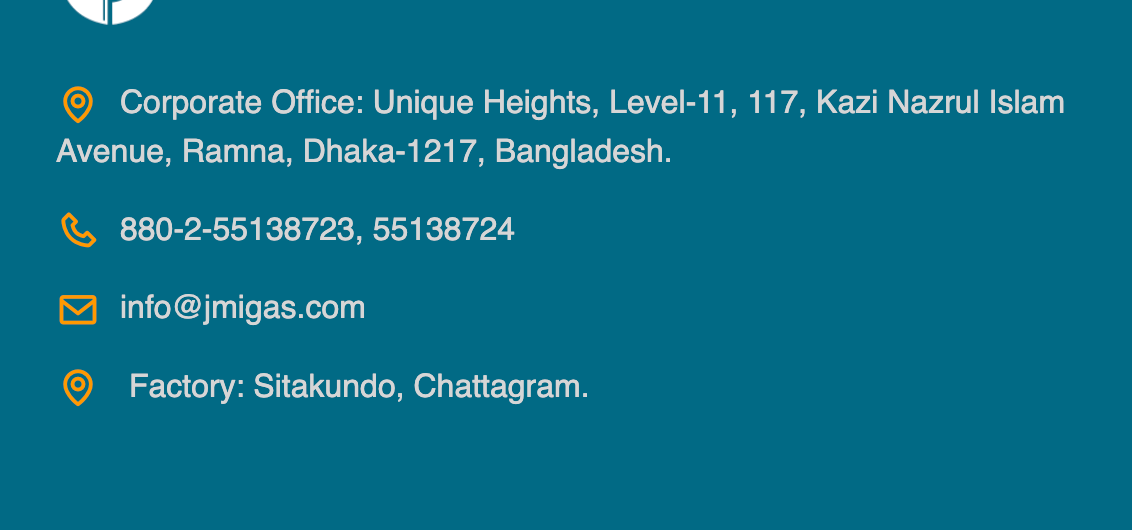 Corporate Office: Unique Heights, Level-11, 117, Kazi Nazrul Islam
Avenue, Ramna, Dhaka-1217, Bangladesh.
880-2-55138723, 55138724
info@jmigas.com
Factory: Sitakundo, Chattagram.